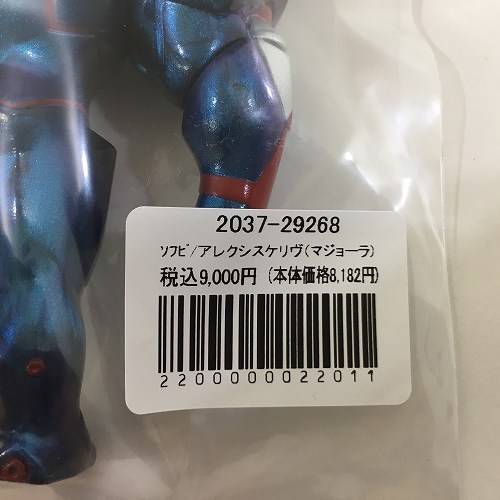 2037-29268
ｿﾌﾋﾞ/アレクシスケリヴ(マジョーラ)
税込9,000円 (本体価格8,182円)
2200000022011